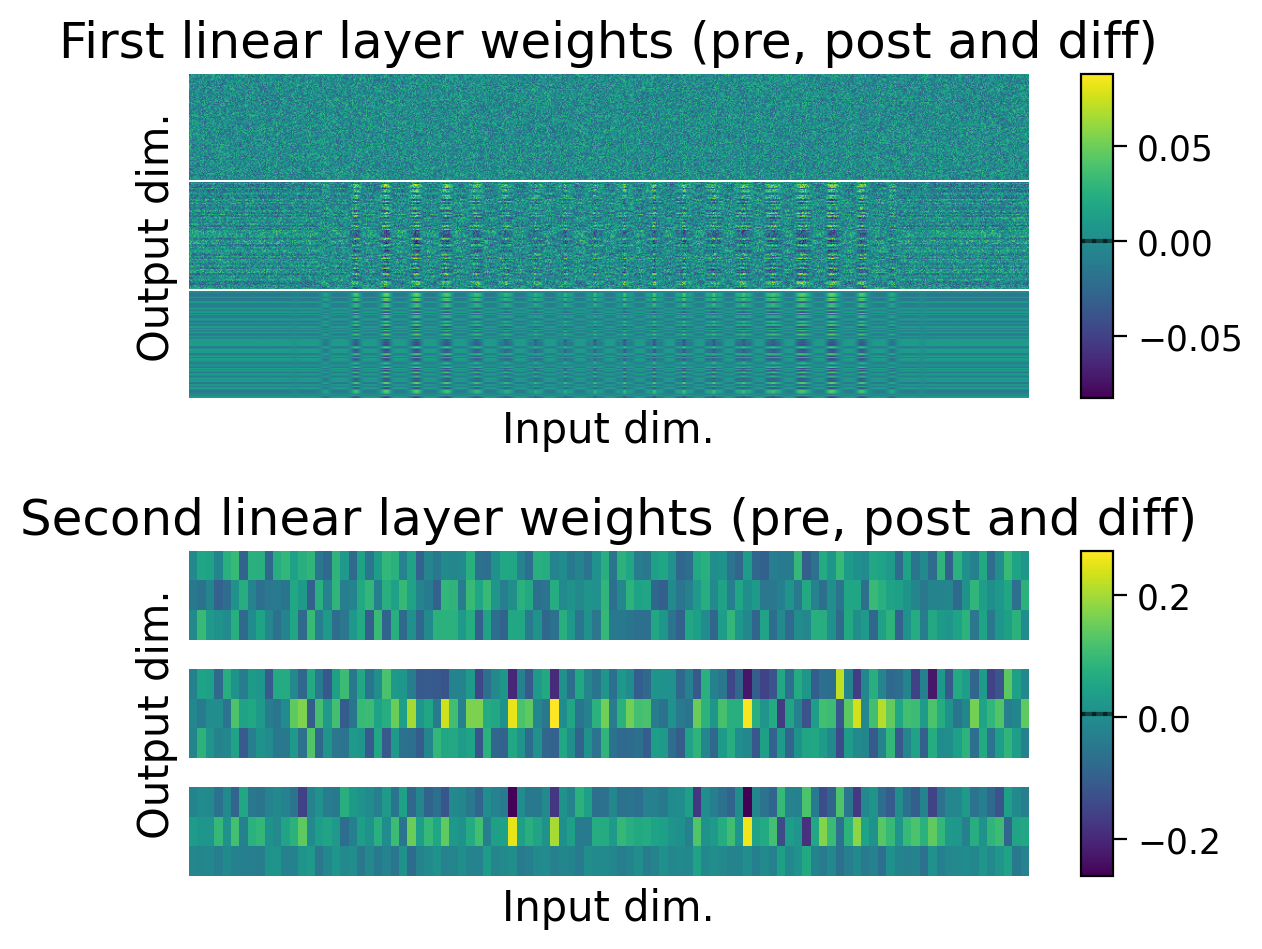 First linear layer weights (pre, post and diff)
Output dim.
0.05
0.00
−0.05
Input dim.
Second linear layer weights (pre, post and diff)
Output dim.
0.2
0.0
−0.2
Input dim.